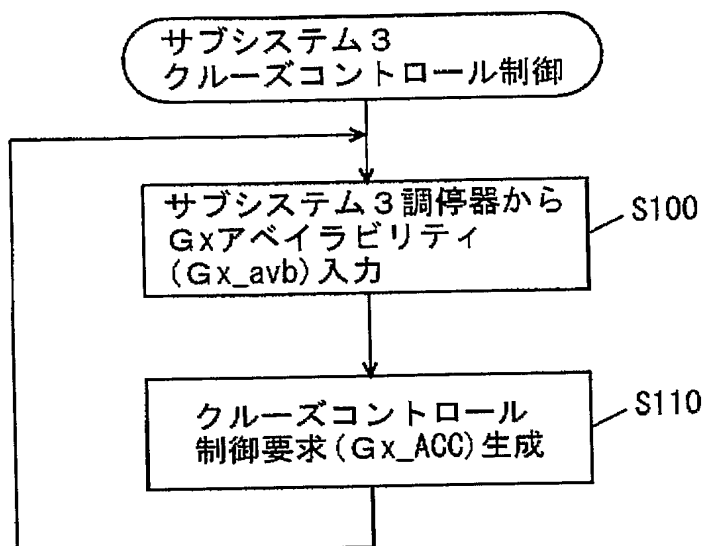 サブシステム３
クルーズコントロール制御
サブシステム３調停器から
Ｇxアベイラビリティ
(Ｇx_avb)入力
S100
クルーズコントロール
制御要求(Ｇx_ACC)生成
S110